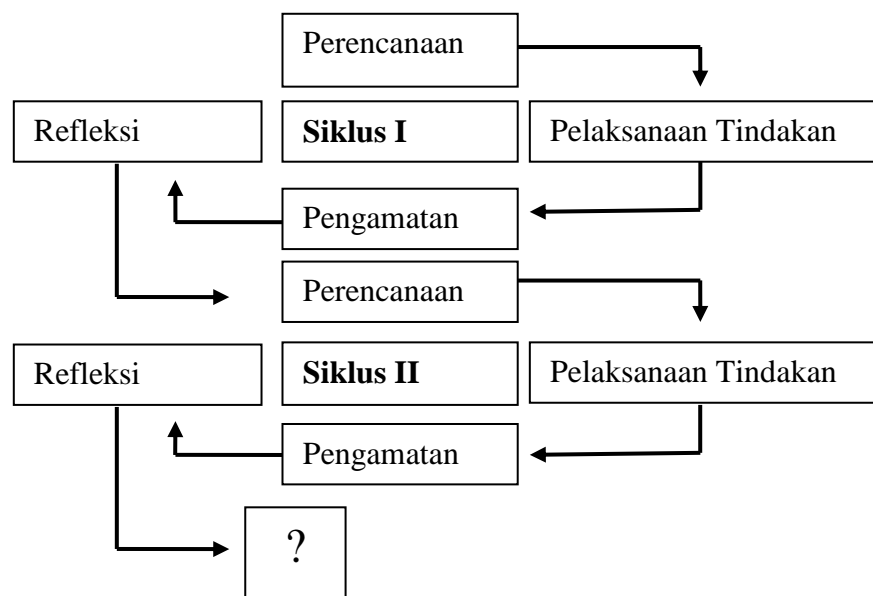 Perencanaan
Refleksi
Siklus I
Pelaksanaan Tindakan
Pengamatan
Perencanaan
Refleksi
Siklus II
Pelaksanaan Tindakan
Pengamatan
?